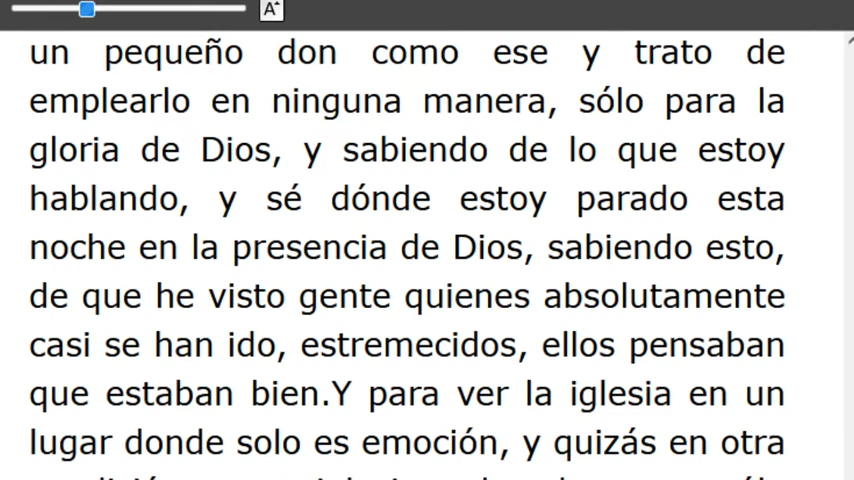 A
un pequeño don como ese y trato de
emplearlo en ninguna manera, sólo para la
gloria de Dios, y sabiendo de lo que estoy
hablando, y sé dónde estoy parado esta
noche en la presencia de Dios, sabiendo esto,
de que he visto gente quienes absolutamente
casi se han ido, estremecidos, ellos pensaban
que estaban bien.Y para ver la iglesia en un
lugar donde solo es emoción, y quizás en otra